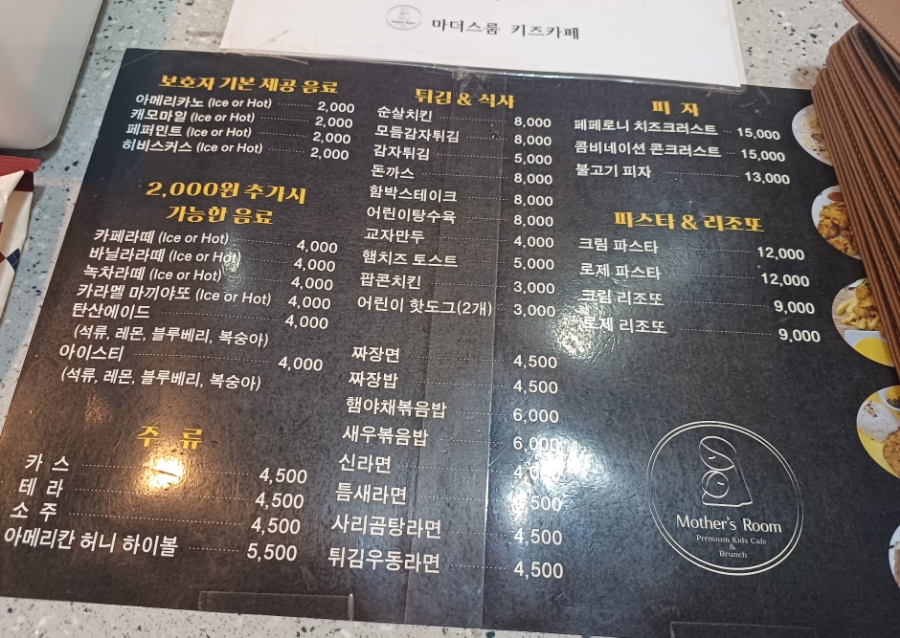 마더스룸 키즈카페
보호자 기본 제공 음료
아메리카노 (Ice or Hot) 2,000
캐모마일 (Ice or Hot) 2,000
페퍼민트 (Ice or Hot) 2,000
히비스커스 (Ice or Hot) 2,000
2,000원 추가시
가능한 음료
카페라떼 (Ice or Hot) 4,000
바닐라라떼 (Ice or Hot) 4,000
녹차라떼 (Ice or Hot) 4,000
카라멜 마끼야또 (Ice or Hot) 4,000
탄산에이드 4,000
(석류, 레몬, 블루베리, 복숭아)
아이스티 4,000
(석류, 레몬, 블루베리, 복숭아)
주 류
카 스 4,500
테 라 4,500
소 주 4,500
아메리칸 허니 하이볼 5,500
튀김 & 식사
순살치킨 8,000
모듬감자튀김 8,000
감자튀김 5,000
돈까스 8,000
함박스테이크 8,000
어린이탕수육 8,000
교자만두 4,000
햄치즈 토스트 5,000
팝콘치킨 3,000
어린이 핫도그(2개) 3,000
짜장면 4,500
짜장밥 4,500
햄야채볶음밥 6,000
새우볶음밥 6,000
신라면
틈새라면
사리곰탕라면 4,500
튀김우동라면 4,500
피 자
페페로니 치즈크러스트 15,000
콤비네이션 콘크러스트 15,000
불고기 피자 13,000
파스타 & 리조또
크림 파스타 12,000
로제 파스타 12,000
크림 리조또 9,000
로제 리조또 9,000
Mother's Room
Premium Kids Cafe
&
Brunch